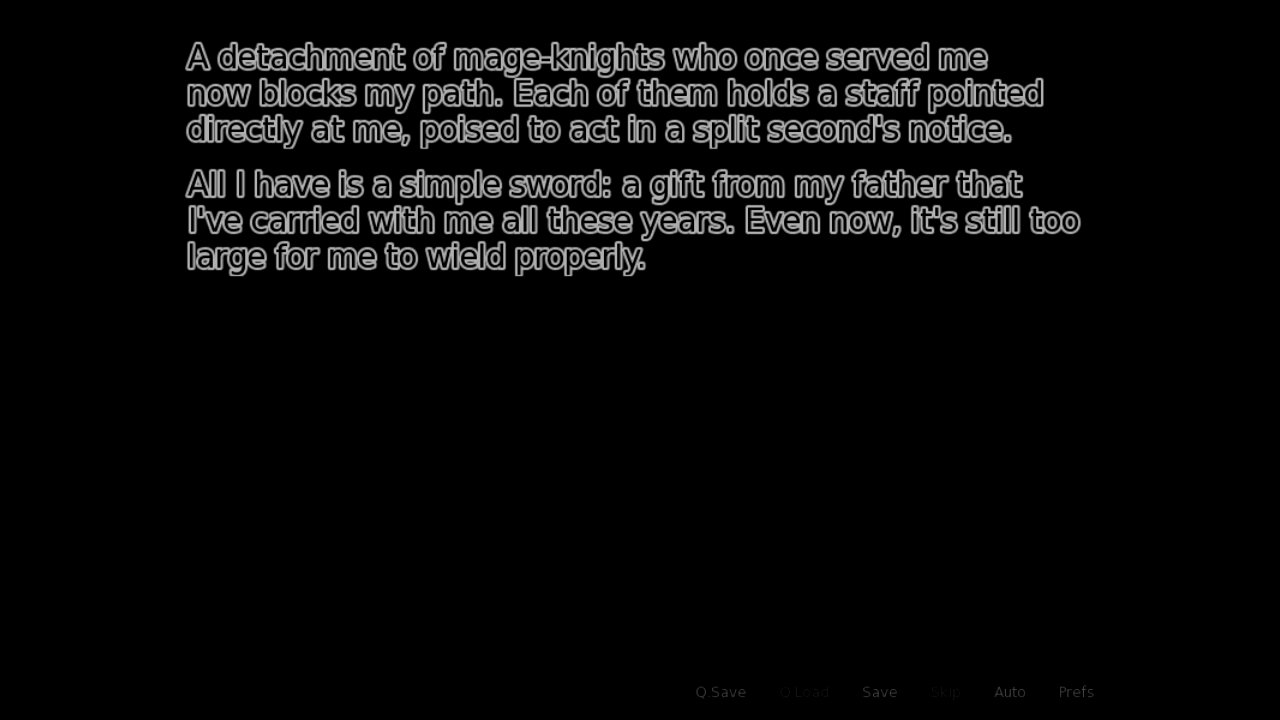 A detachment of mage-knights who once served me
now blocks my path. Each of them holds a staff pointed
directly at me, poised to act in a split second's notice.
All I have is a simple sword: a gift from my father that
I've carried with me all these years. Even now, it's still too
large for me to wield properly.
Q.Save Q.Load Save Skip Auto Prefs